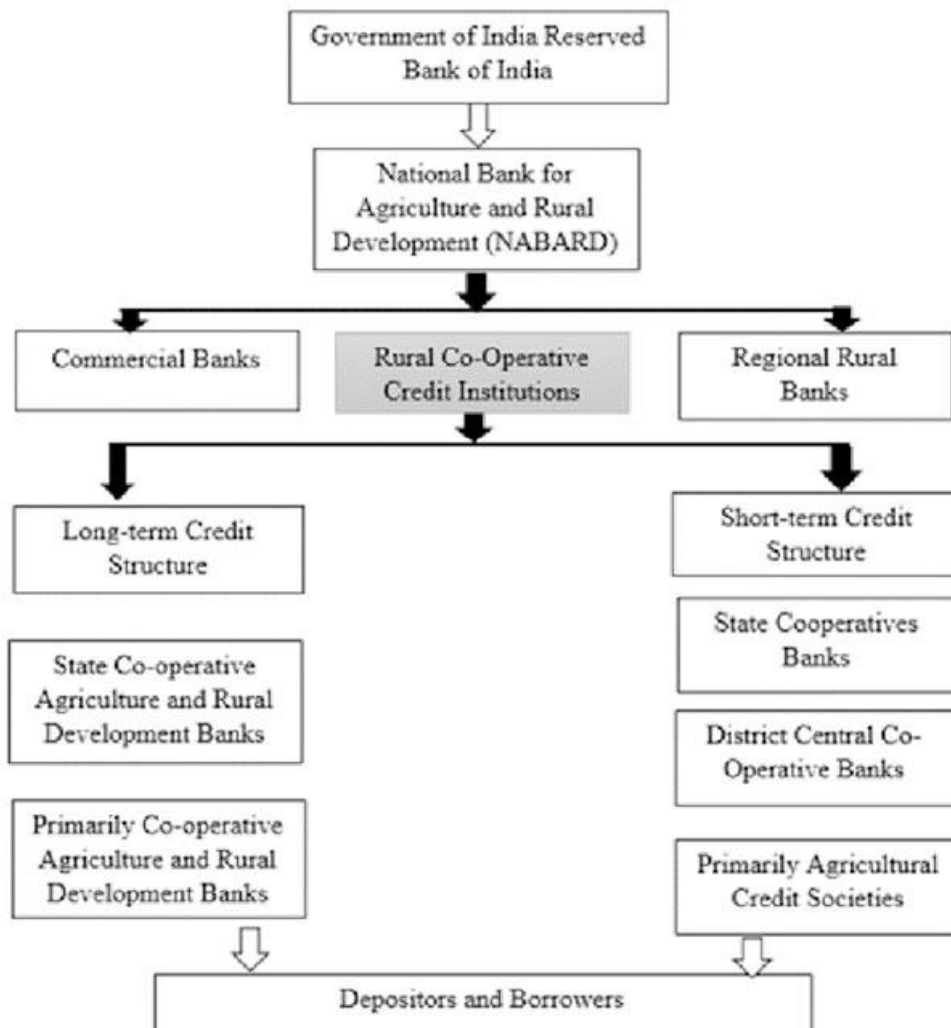 Government of India Reserved
Bank of India
National Bank for
Agriculture and Rural
Development (NABARD)
Commercial Banks
Rural Co-Operative
Credit Institutions
Regional Rural
Banks
Long-term Credit
Structure
Short-term Credit
Structure
State Co-operative
Agriculture and Rural
Development Banks
State Cooperatives
Banks
District Central Co-
Operative Banks
Primarily Co-operative
Agriculture and Rural
Development Banks
Primarily Agricultural
Credit Societies
Depositors and Borrowers